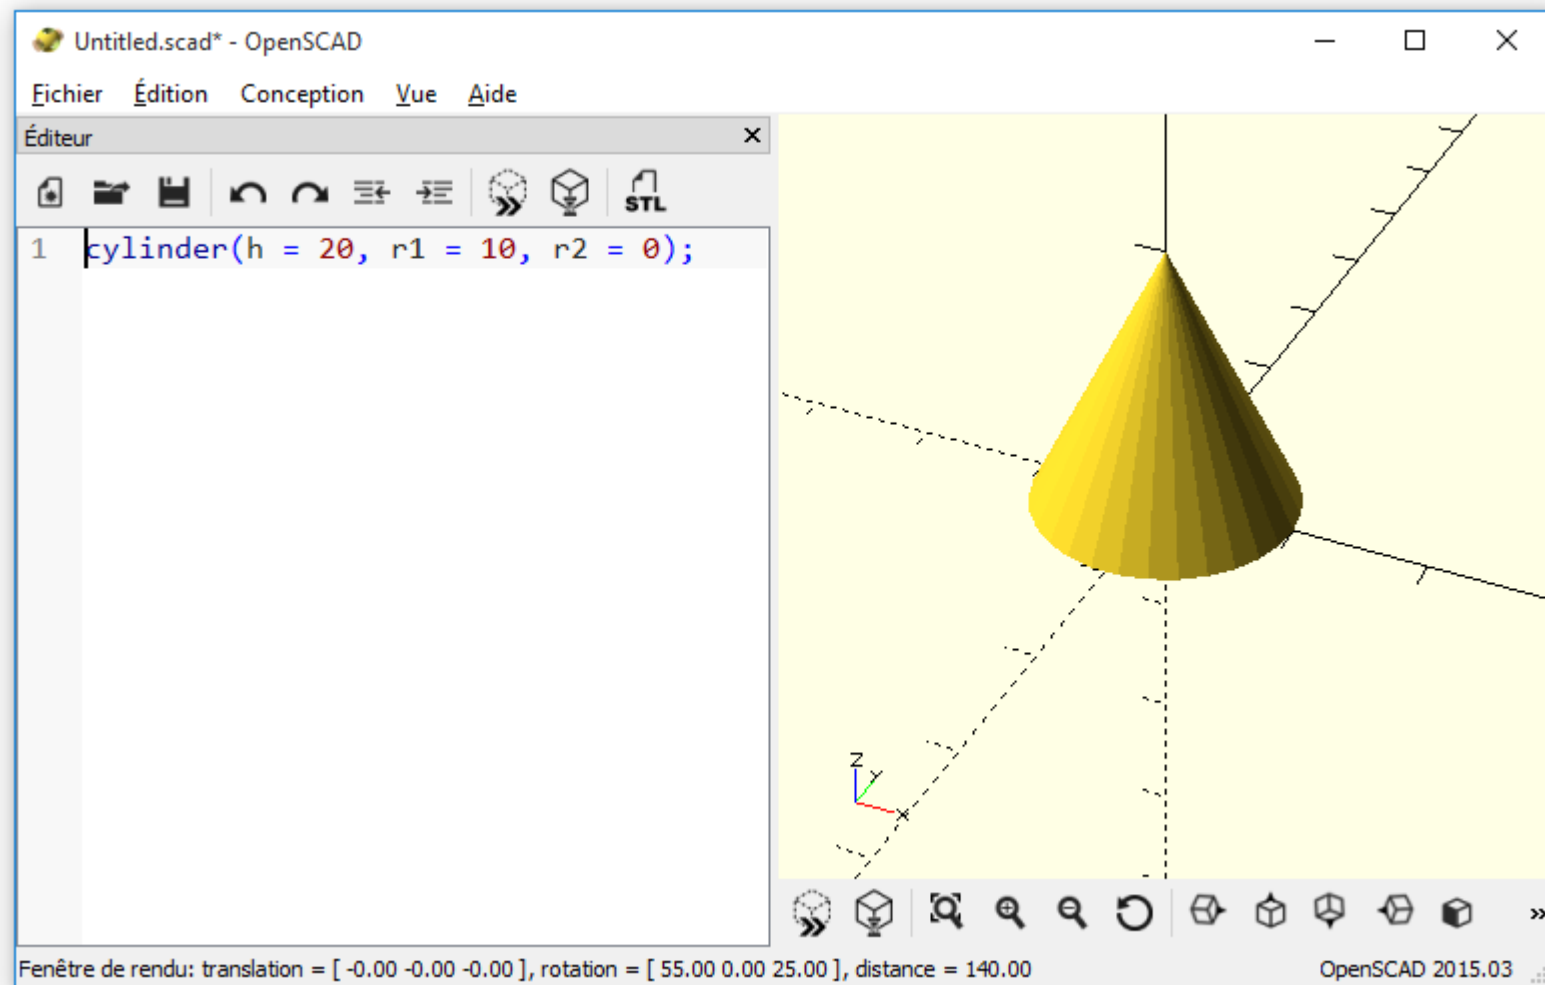 Untitled.scad* - OpenSCAD
Fichier Édition Conception Vue Aide
Éditeur
STL
1 cylinder(h = 20, r1 = 10, r2 = 0);
Z
y
x
»
Fenêtre de rendu: translation = [ -0.00 -0.00 -0.00 ], rotation = [ 55.00 0.00 25.00 ], distance = 140.00 OpenSCAD 2015.03